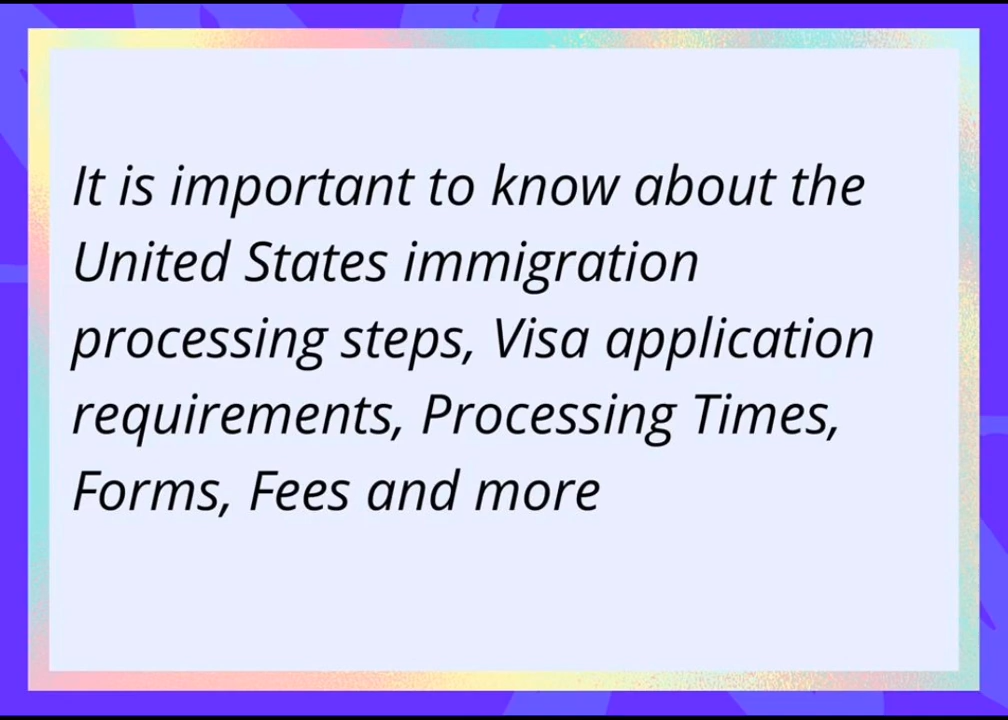 It is important to know about the
United States immigration
processing steps, Visa application
requirements, Processing Times,
Forms, Fees and more